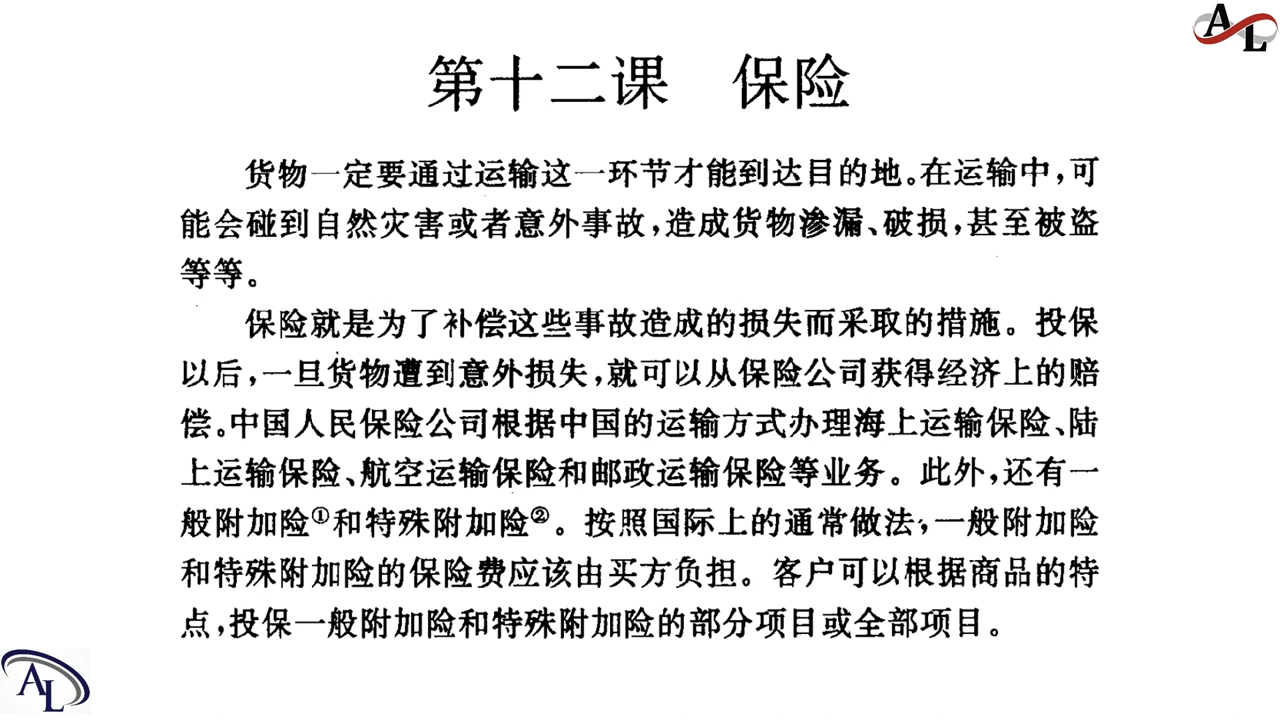 AL
第十二课 保险
货物一定要通过运输这一环节才能到达目的地。在运输中,可
能会碰到自然灾害或者意外事故,造成货物渗漏、破损,甚至被盗
等等。
保险就是为了补偿这些事故造成的损失而采取的措施。投保
以后,一旦货物遭到意外损失,就可以从保险公司获得经济上的赔
偿。中国人民保险公司根据中国的运输方式办理海上运输保险、陆
上运输保险、航空运输保险和邮政运输保险等业务。此外,还有一
般附加险①和特殊附加险②。按照国际上的通常做法,一般附加险
和特殊附加险的保险费应该由买方负担。客户可以根据商品的特
点,投保一般附加险和特殊附加险的部分项目或全部项目。
AL